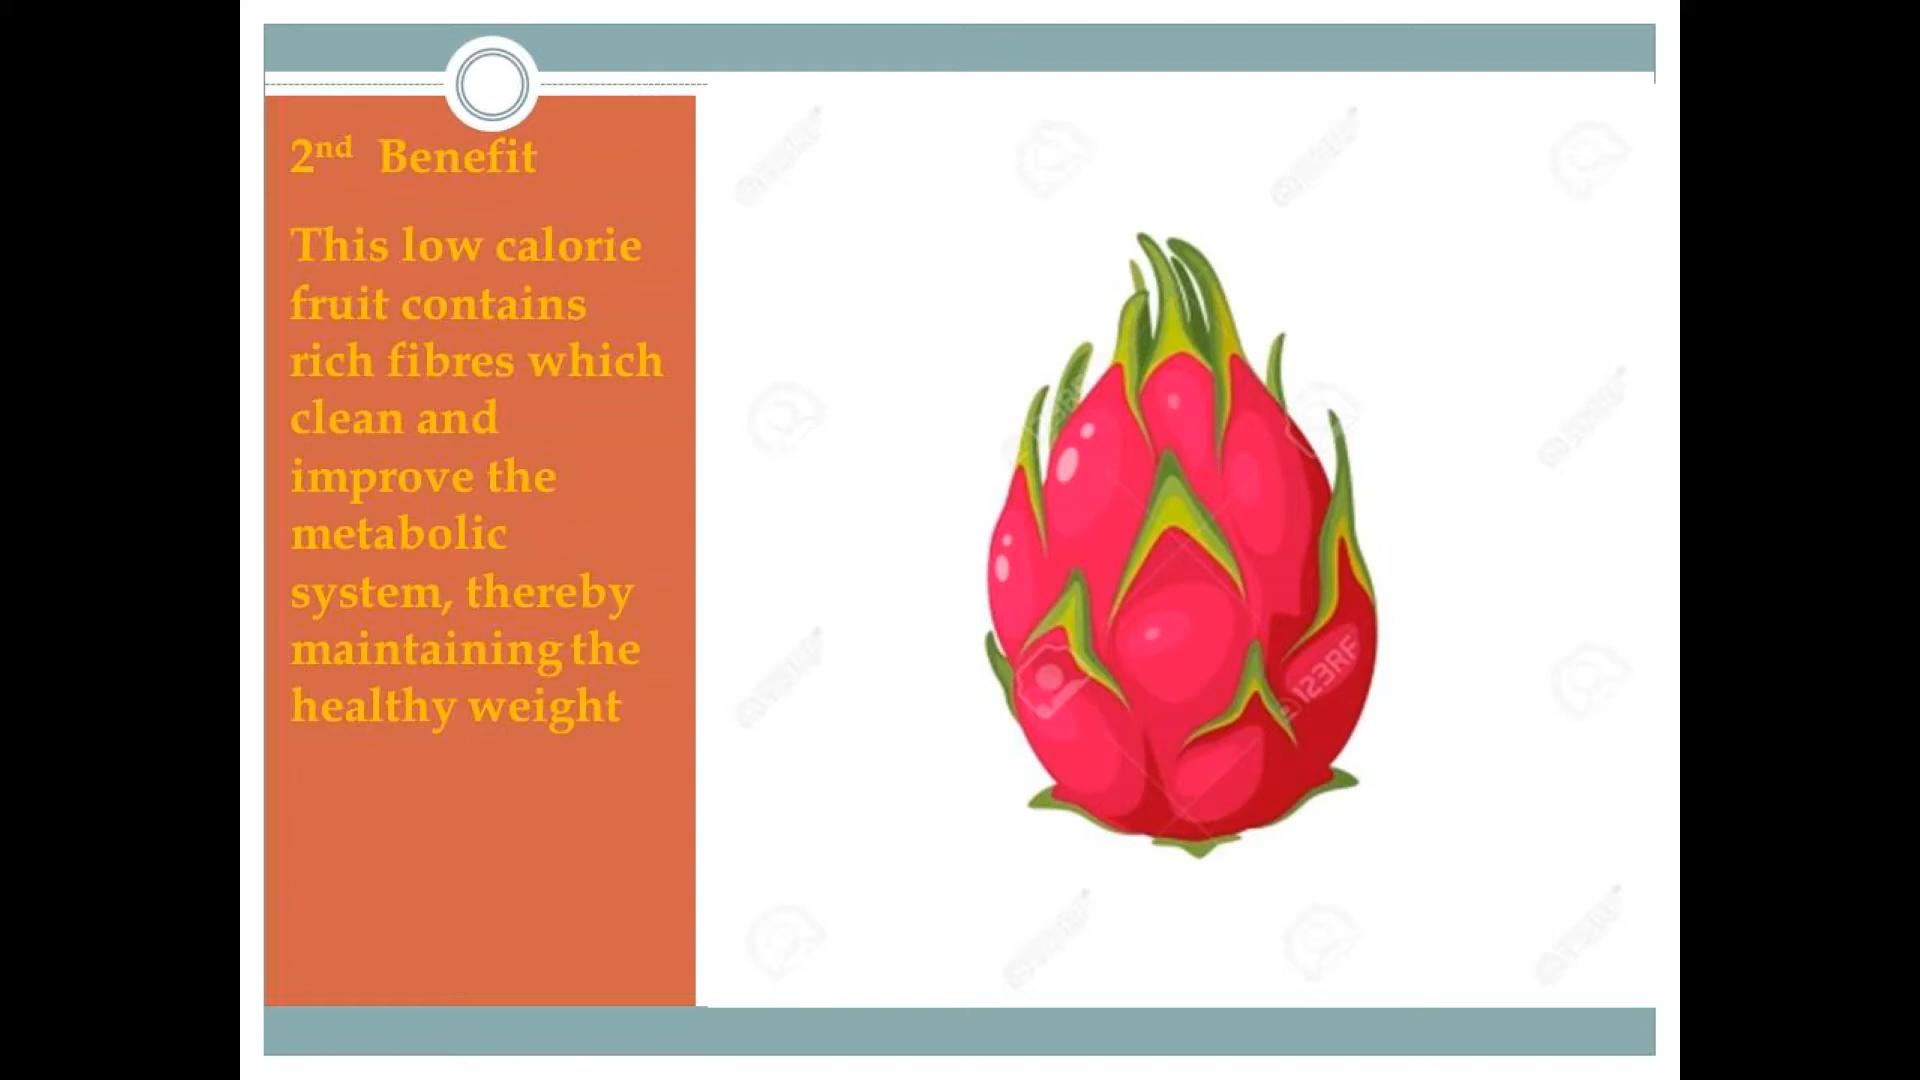 2nd Benefit
This low calorie
fruit contains
rich fibres which
clean and
improve the
metabolic
system, thereby
maintaining the
healthy weight
123RF